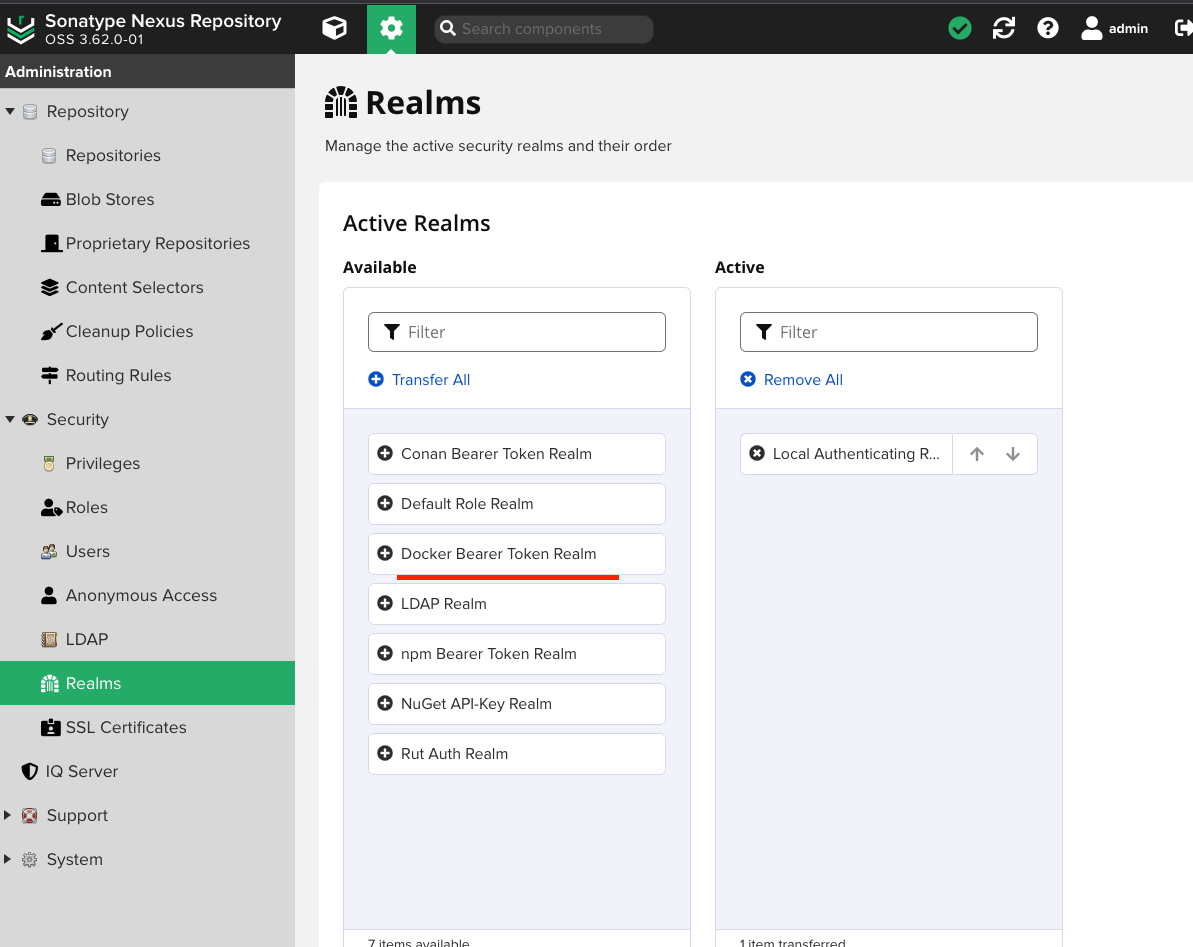 Sonatype Nexus Repository
OSS 3.62.0-01
Search components
admin
Administration
Repository
Repositories
Blob Stores
Proprietary Repositories
Content Selectors
Cleanup Policies
Routing Rules
Security
Privileges
Roles
Users
Anonymous Access
LDAP
Realms
SSL Certificates
IQ Server
Support
System
Realms
Manage the active security realms and their order
Active Realms
Available
Filter
Transfer All
Conan Bearer Token Realm
Default Role Realm
Docker Bearer Token Realm
LDAP Realm
npm Bearer Token Realm
NuGet API-Key Realm
Rut Auth Realm
7 items available
Active
Filter
Remove All
Local Authenticating R...
1 item transferred